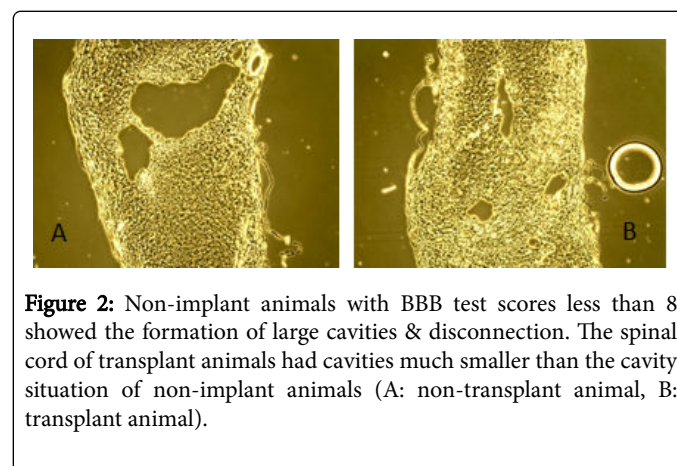 A
B
Figure 2: Non-implant animals with BBB test scores less than 8
showed the formation of large cavities & disconnection. The spinal
cord of transplant animals had cavities much smaller than the cavity
situation of non-implant animals (A: non-transplant animal, B:
transplant animal).